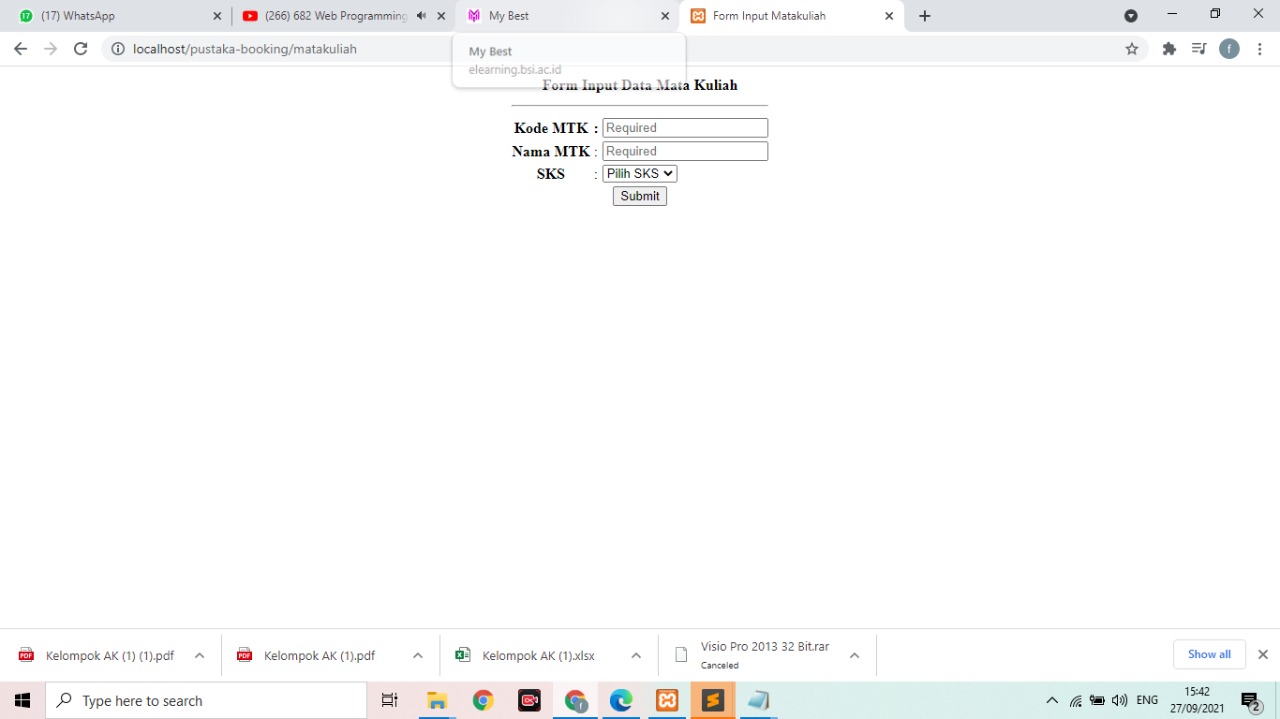 (17) WhatsApp
(266) 682 Web Programming
My Best
Form Input Matakuliah
localhost/pustaka-booking/matakuliah
f
My Best
elearning.bsi.ac.id
Form Input Data Mata Kuliah
Kode MTK : Required
Nama MTK : Required
SKS : Pilih SKS
Submit
Kelompok AK (1) (1).pdf
Kelompok AK (1).pdf
Kelompok AK (1).xlsx
Visio Pro 2013 32 Bit.rar
Canceled
Show all
Type here to search
ENG
15:42
27/09/2021
2